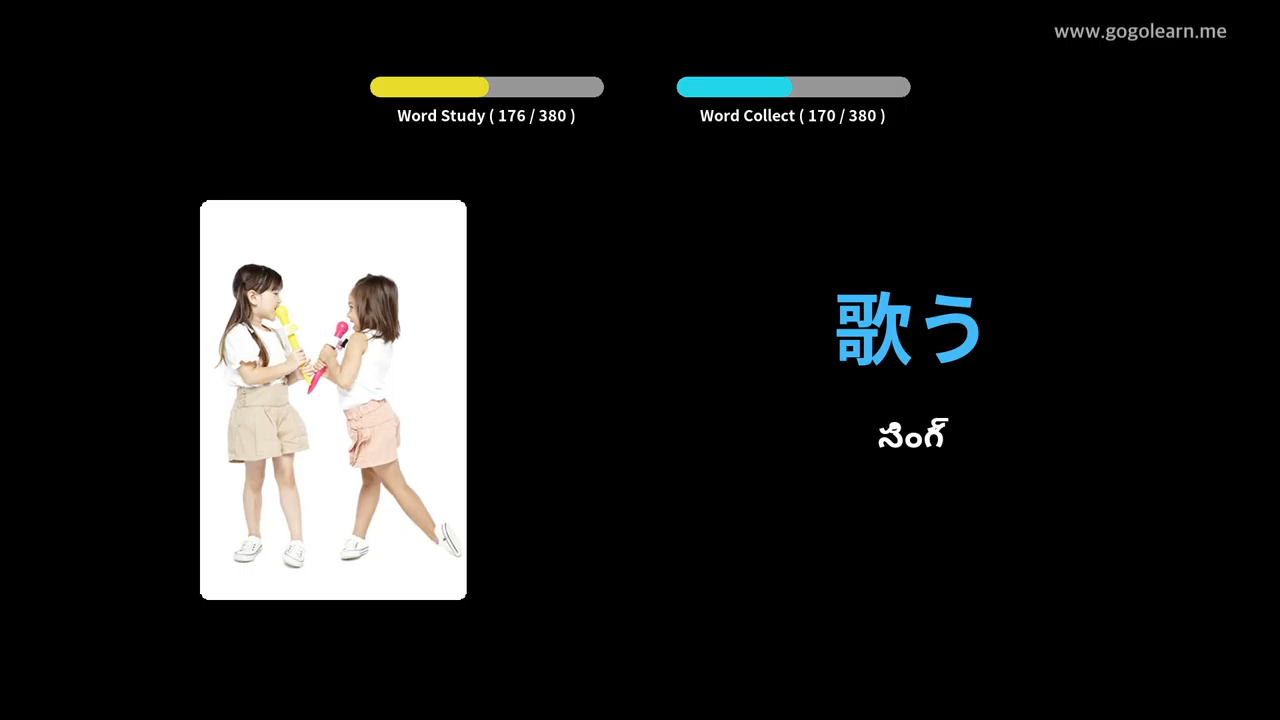 www.gogolearn.me
Word Study ( 176 / 380 )
Word Collect ( 170 / 380 )
歌う
సింగ్